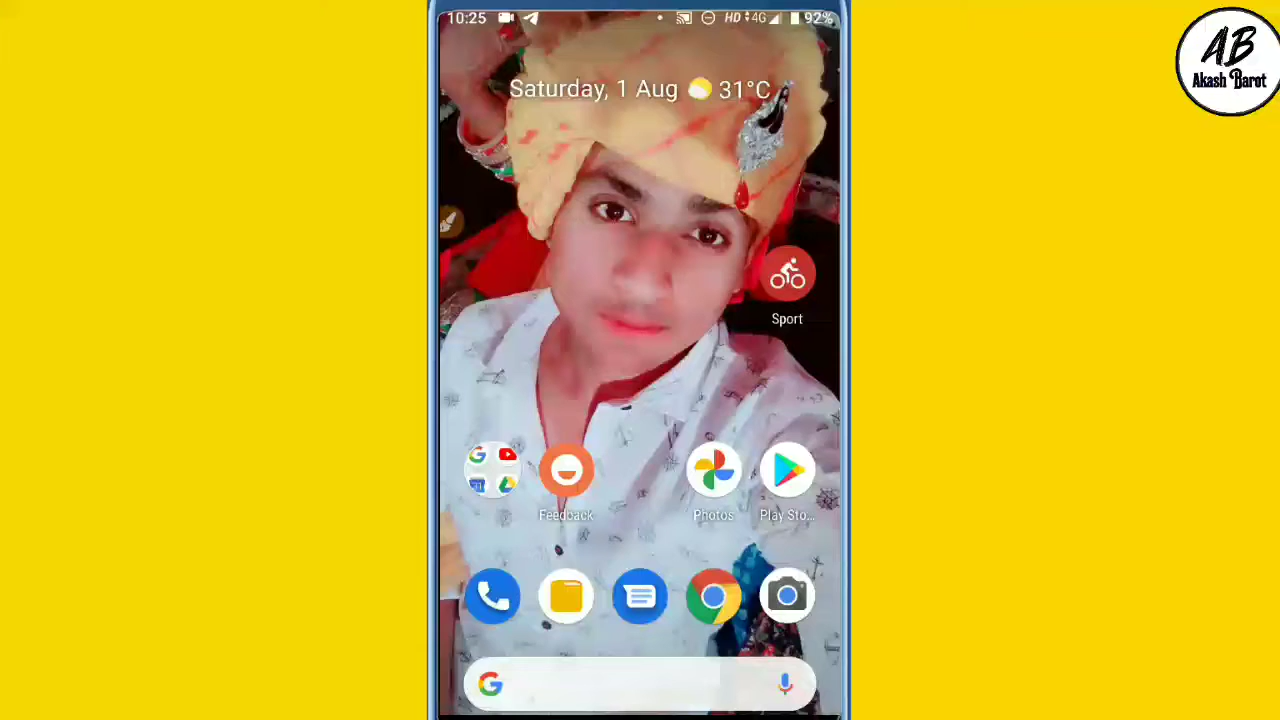 10:25 HD 4G 92%
AB
Akash Barot
Saturday, 1 Aug 31°C
Sport
Feedback
Photos
Play Sto...